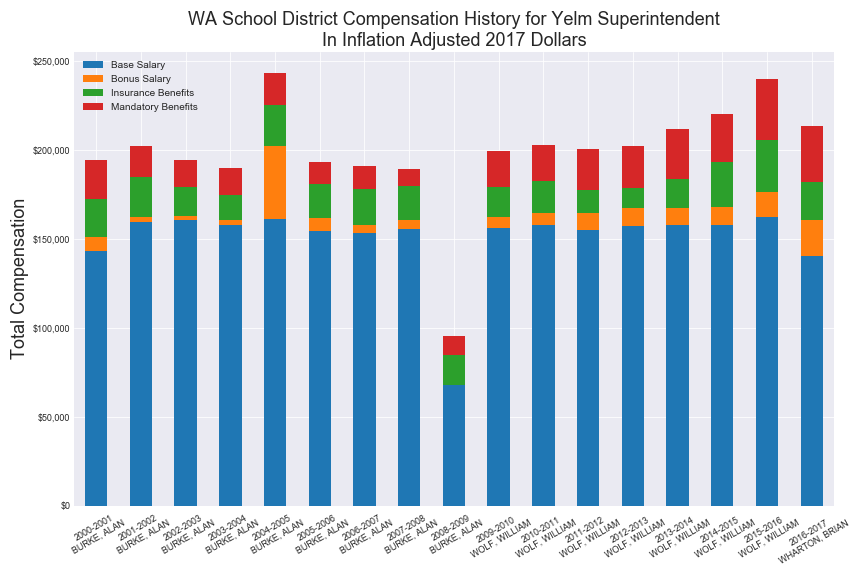 WA School District Compensation History for Yelm Superintendent
In Inflation Adjusted 2017 Dollars
Base Salary
Bonus Salary
Insurance Benefits
Mandatory Benefits
Total Compensation
$250,000
$200,000
$150,000
$100,000
$50,000
$0
2000-2001
BURKE, ALAN
2001-2002
BURKE, ALAN
2002-2003
BURKE, ALAN
2003-2004
BURKE, ALAN
2004-2005
BURKE, ALAN
2005-2006
BURKE, ALAN
2006-2007
BURKE, ALAN
2007-2008
BURKE, ALAN
2008-2009
BURKE, ALAN
2009-2010
WOLF, WILLIAM
2010-2011
WOLF, WILLIAM
2011-2012
WOLF, WILLIAM
2012-2013
WOLF, WILLIAM
2013-2014
WOLF, WILLIAM
2014-2015
WOLF, WILLIAM
2015-2016
WOLF, WILLIAM
2016-2017
WHARTON, BRIAN